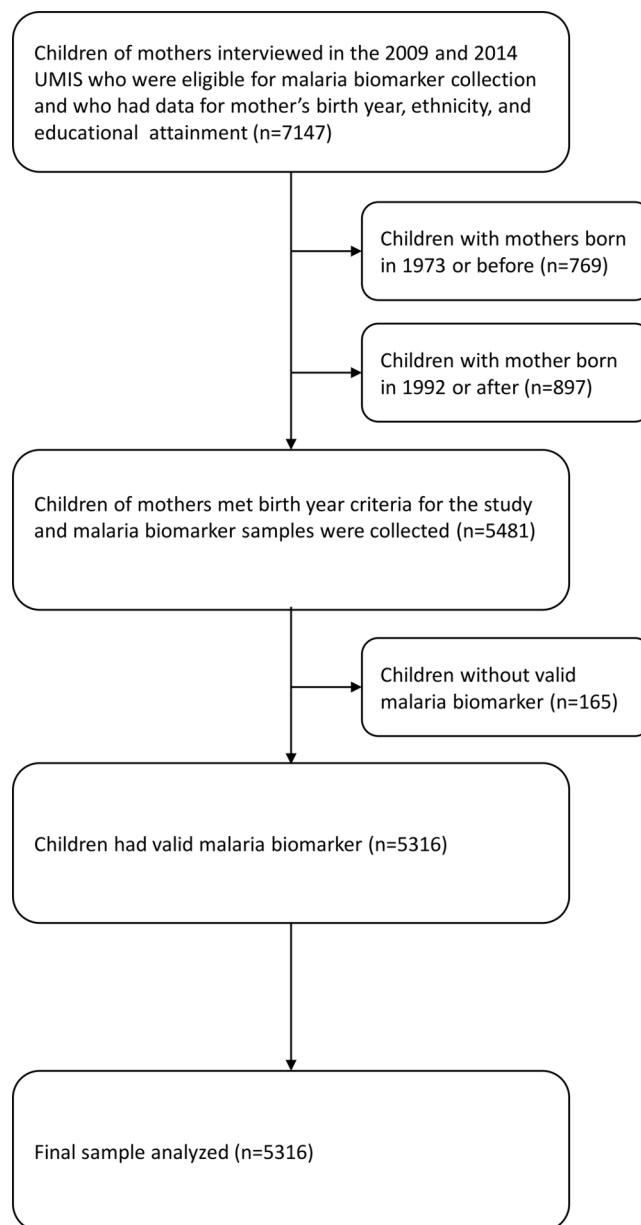 Children of mothers interviewed in the 2009 and 2014
UMIS who were eligible for malaria biomarker collection
and who had data for mother’s birth year, ethnicity, and
educational  attainment (n=7147)
Children with mothers born
in 1973 or before (n=769)
Children with mother born
in 1992 or after (n=897)
Children of mothers met birth year criteria for the study
and malaria biomarker samples were collected (n=5481)
Children without valid
malaria biomarker (n=165)
Children had valid malaria biomarker (n=5316)
Final sample analyzed (n=5316)